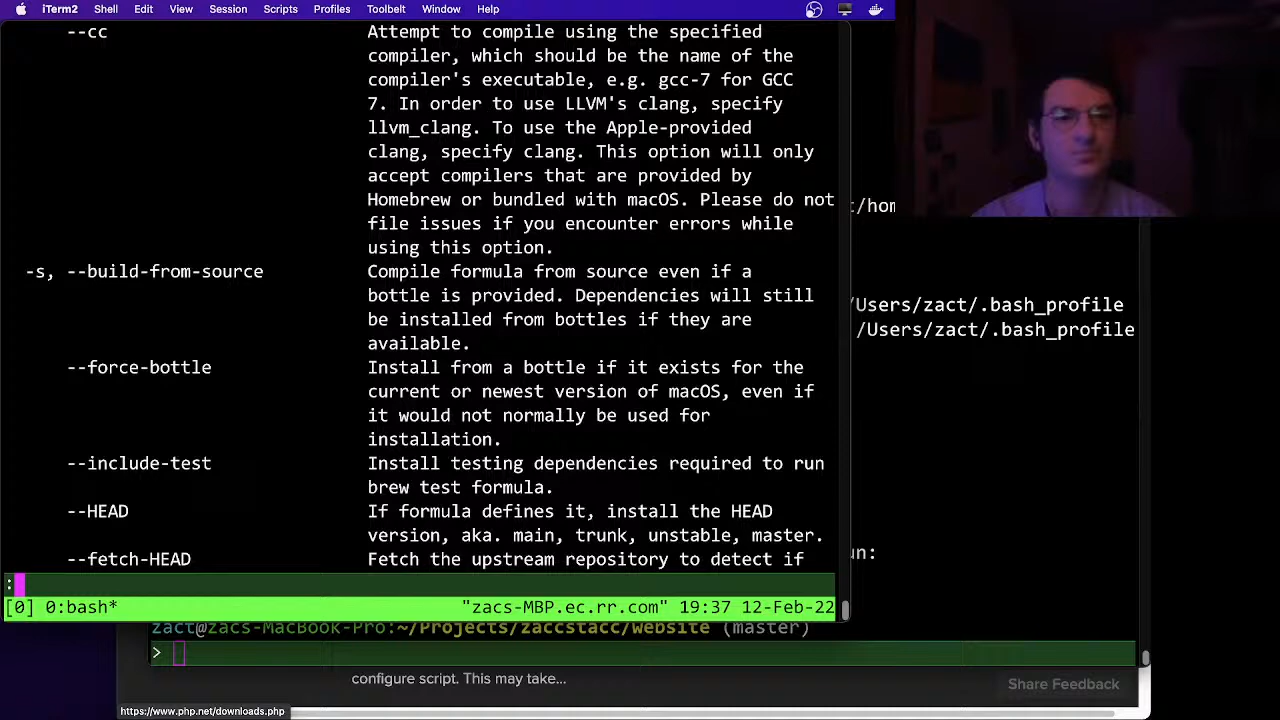 iTerm2 Shell Edit View Session Scripts Profiles Toolbelt Window Help
--cc Attempt to compile using the specified
compiler, which should be the name of the
compiler's executable, e.g. gcc-7 for GCC
7. In order to use LLVM's clang, specify
llvm_clang. To use the Apple-provided
clang, specify clang. This option will only
accept compilers that are provided by
Homebrew or bundled with macOS. Please do not
file issues if you encounter errors while
using this option.
-s, --build-from-source Compile formula from source even if a
bottle is provided. Dependencies will still
be installed from bottles if they are
available.
--force-bottle Install from a bottle if it exists for the
current or newest version of macOS, even if
it would not normally be used for
installation.
--include-test Install testing dependencies required to run
brew test formula.
--HEAD If formula defines it, install the HEAD
version, aka. main, trunk, unstable, master.
--fetch-HEAD Fetch the upstream repository to detect if
:
[0] 0:bash* "zacs-MBP.ec.rr.com" 19:37 12-Feb-22
t/hom
/Users/zact/.bash_profile
/Users/zact/.bash_profile
un:
zact@zacs-MacBook-Pro:~/Projects/zaccstacc/website (master)
>
configure script. This may take...
Share Feedback
https://www.php.net/downloads.php